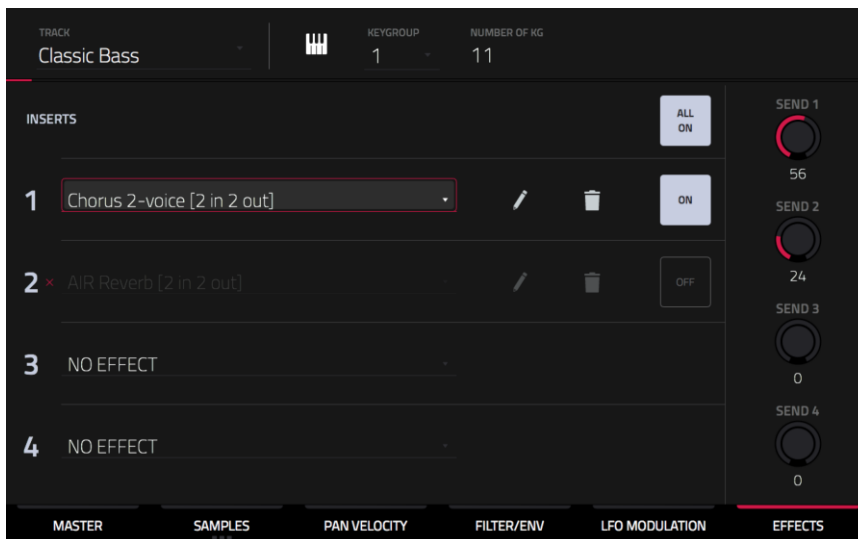 TRACK
Classic Bass
KEYGROUP
1
NUMBER OF KG
11
INSERTS
ALL
ON
1 Chorus 2-voice [2 in 2 out] ON
2 × AIR Reverb [2 in 2 out] OFF
3 NO EFFECT
4 NO EFFECT
SEND 1
56
SEND 2
24
SEND 3
0
SEND 4
0
MASTER SAMPLES PAN VELOCITY FILTER/ENV LFO MODULATION EFFECTS